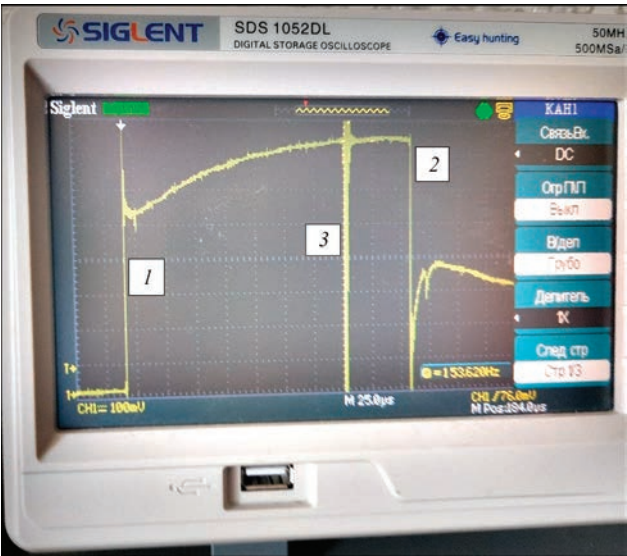 SIGLENT
SDS 1052DL
DIGITAL STORAGE OSCILLOSCOPE
Easy hunting
50MH
500MSa/
Siglent
КАН1
СвязьВх.
DC
ОгрПП
Выкл
В/дел
Грубо
Делитель
1X
След стр
Стр 1/3
1
2
3
=153.620Hz
CH1= 100mV
M 25.0μs
CH1 /76.0mV
M Pos:184.0μs